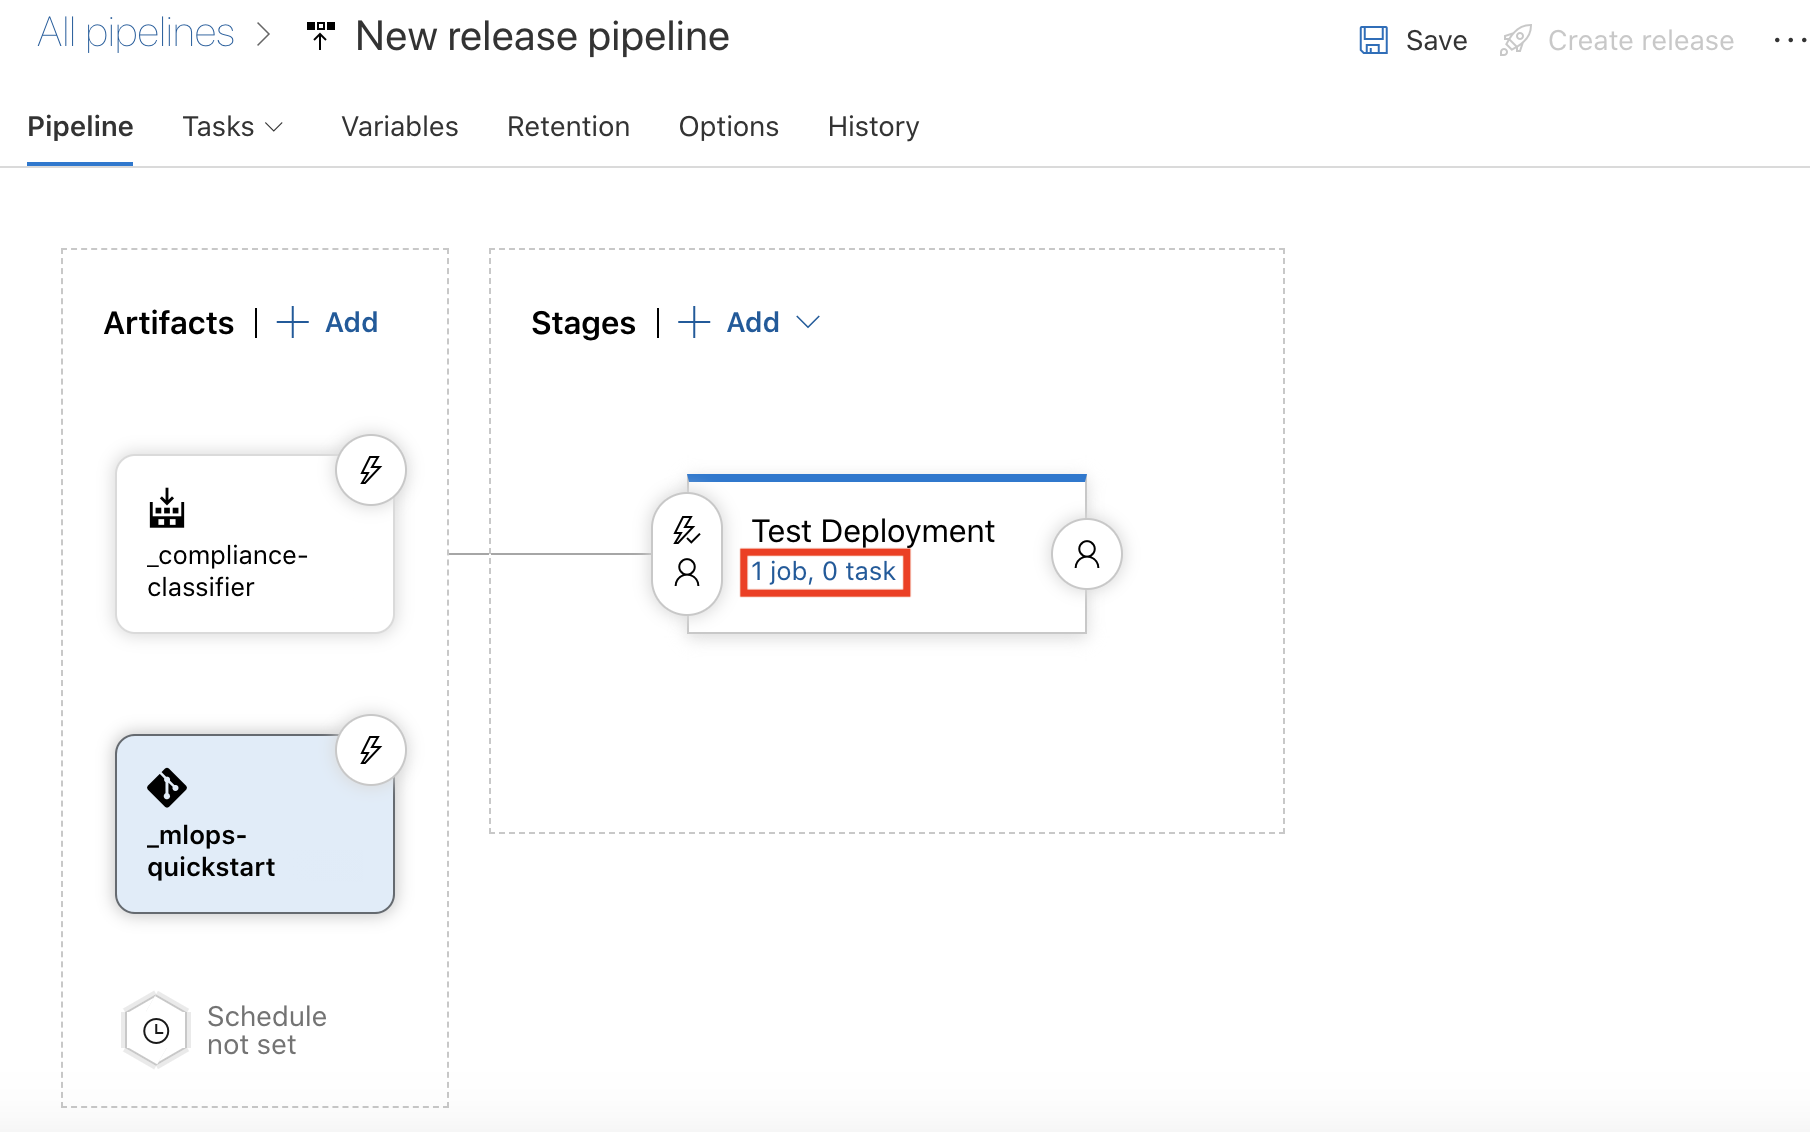 All pipelines
New release pipeline
Save
Create release
Pipeline
Tasks
Variables
Retention
Options
History
Artifacts | + Add
Stages | + Add
_compliance-
classifier
Test Deployment
1 job, 0 task
_mlops-
quickstart
Schedule
not set